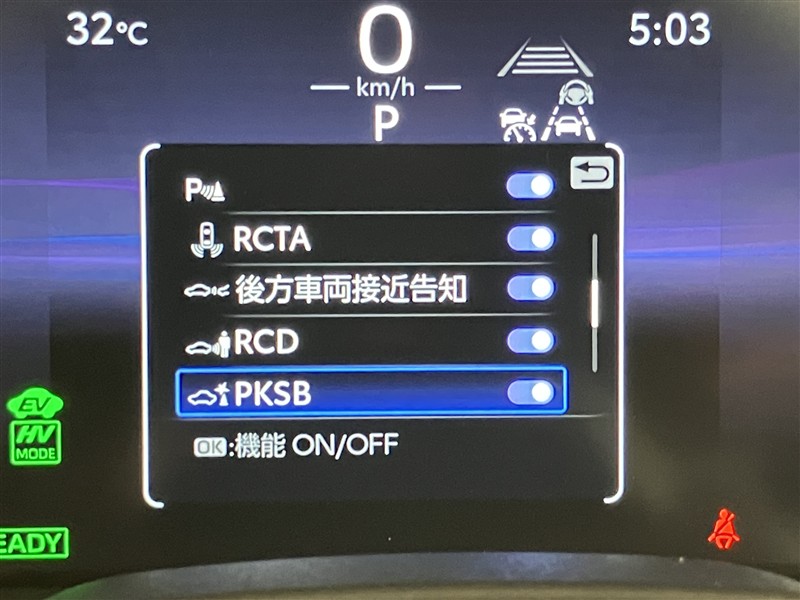 32℃
0
5:03
km/h
P
P
RCTA
後方車両接近告知
RCD
PKSB
OK:機能 ON/OFF
EV
HV
MODE
EADY